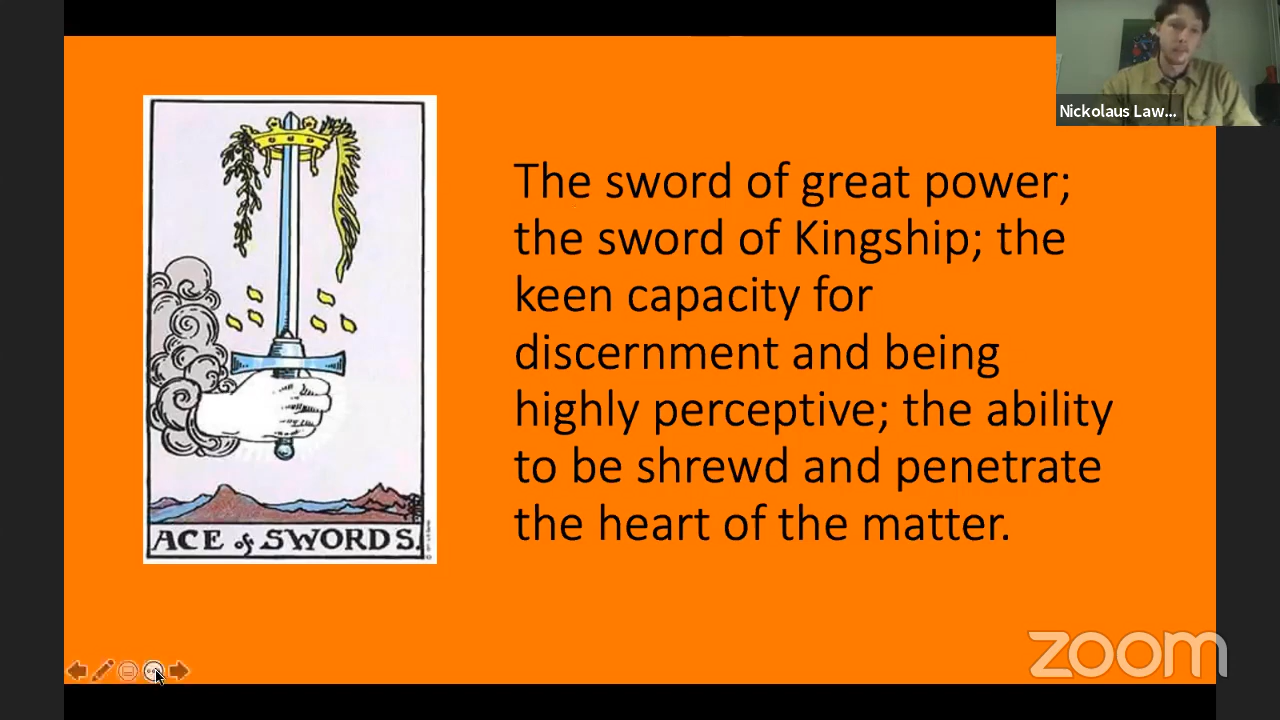 Nickolaus Law...
The sword of great power;
the sword of Kingship; the
keen capacity for
discernment and being
highly perceptive; the ability
to be shrewd and penetrate
the heart of the matter.
ACE of SWORDS.
zoom